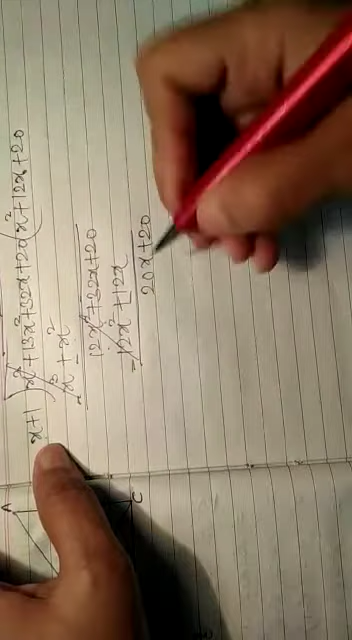 x+1 ) x³+13x²+32x+20 ( x²+12x+20
x³ + x²
-
12x²+32x+20
12x²+12x
-
20x+20
A
C